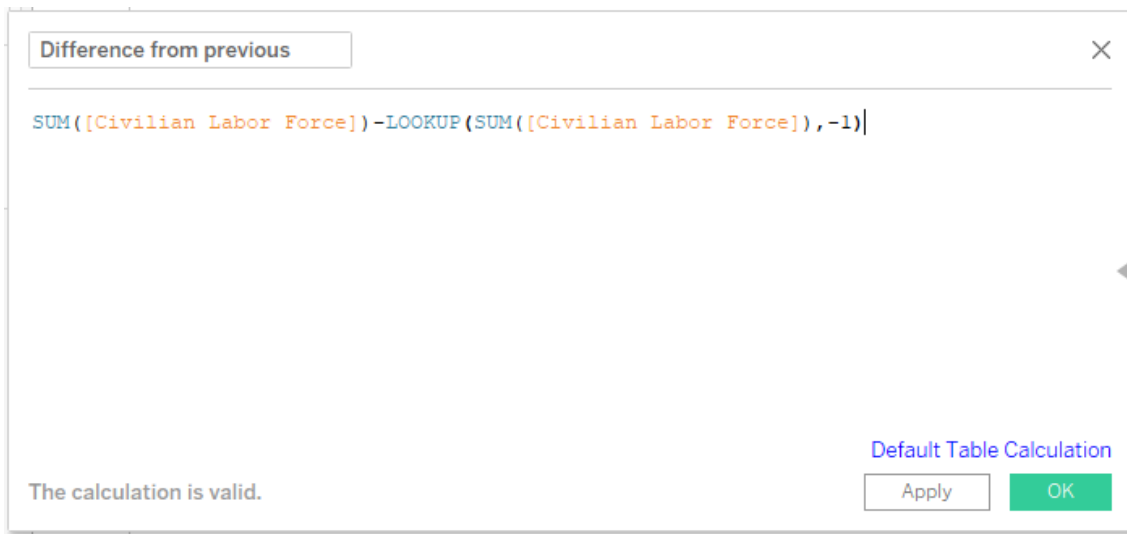 Difference from previous
SUM([Civilian Labor Force])-LOOKUP(SUM([Civilian Labor Force]),-1)
Default Table Calculation
The calculation is valid.
Apply
OK